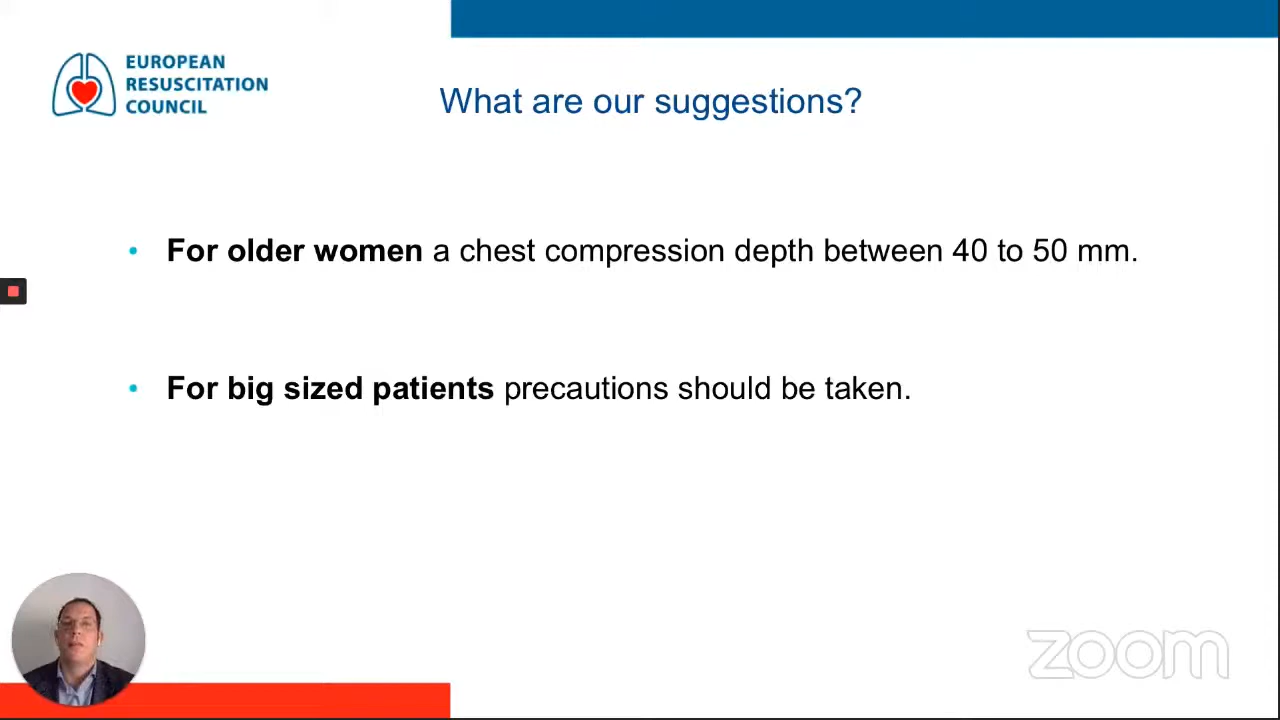 EUROPEAN
RESUSCITATION
COUNCIL
What are our suggestions?
• For older women a chest compression depth between 40 to 50 mm.
• For big sized patients precautions should be taken.
zoom